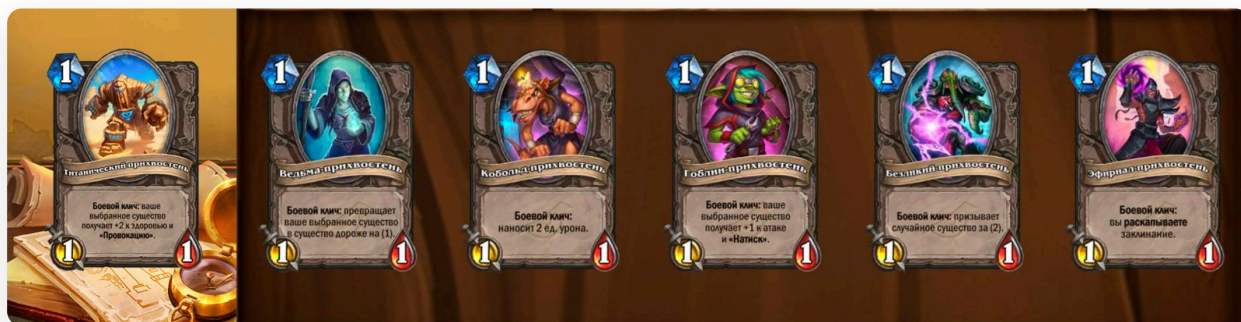 1
Титанический прихвостень
Боевой клич: ваше
выбранное существо
получает +2 к здоровью и
«Провокацию».
1
1
1
Ведьма-прихвостень
Боевой клич: превращает
ваше выбранное существо
в существо дороже на (1).
1
1
1
Кобольд-прихвостень
Боевой клич:
наносит 2 ед. урона.
1
1
1
Гоблин-прихвостень
Боевой клич: ваше
выбранное существо
получает +1 к атаке
и «Натиск».
1
1
1
Безликий прихвостень
Боевой клич: призывает
случайное существо за (2).
1
1
1
Эфириал-прихвостень
Боевой клич:
вы раскапываете
заклинание.
1
1